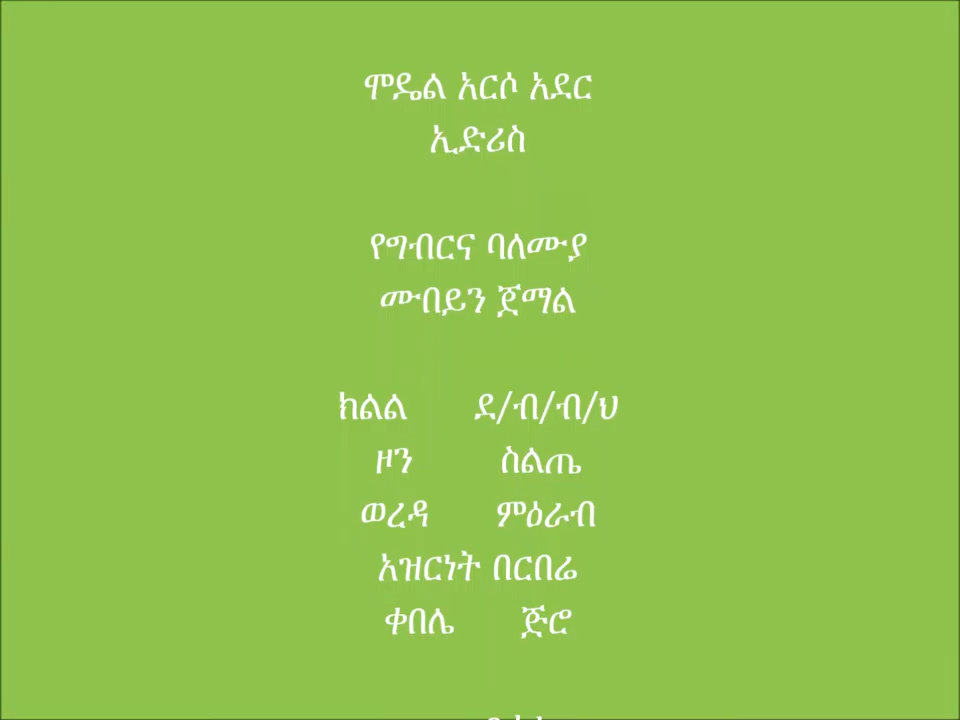 ሞዴል አርሶ አደር
ኢድሪስ
የግብርና ባለሙያ
ሙበይን ጀማል
ክልል ደ/ብ/ብ/ህ
ዞን ስልጤ
ወረዳ ምዕራብ
አዝርነት በርበሬ
ቀበሌ ጅሮ